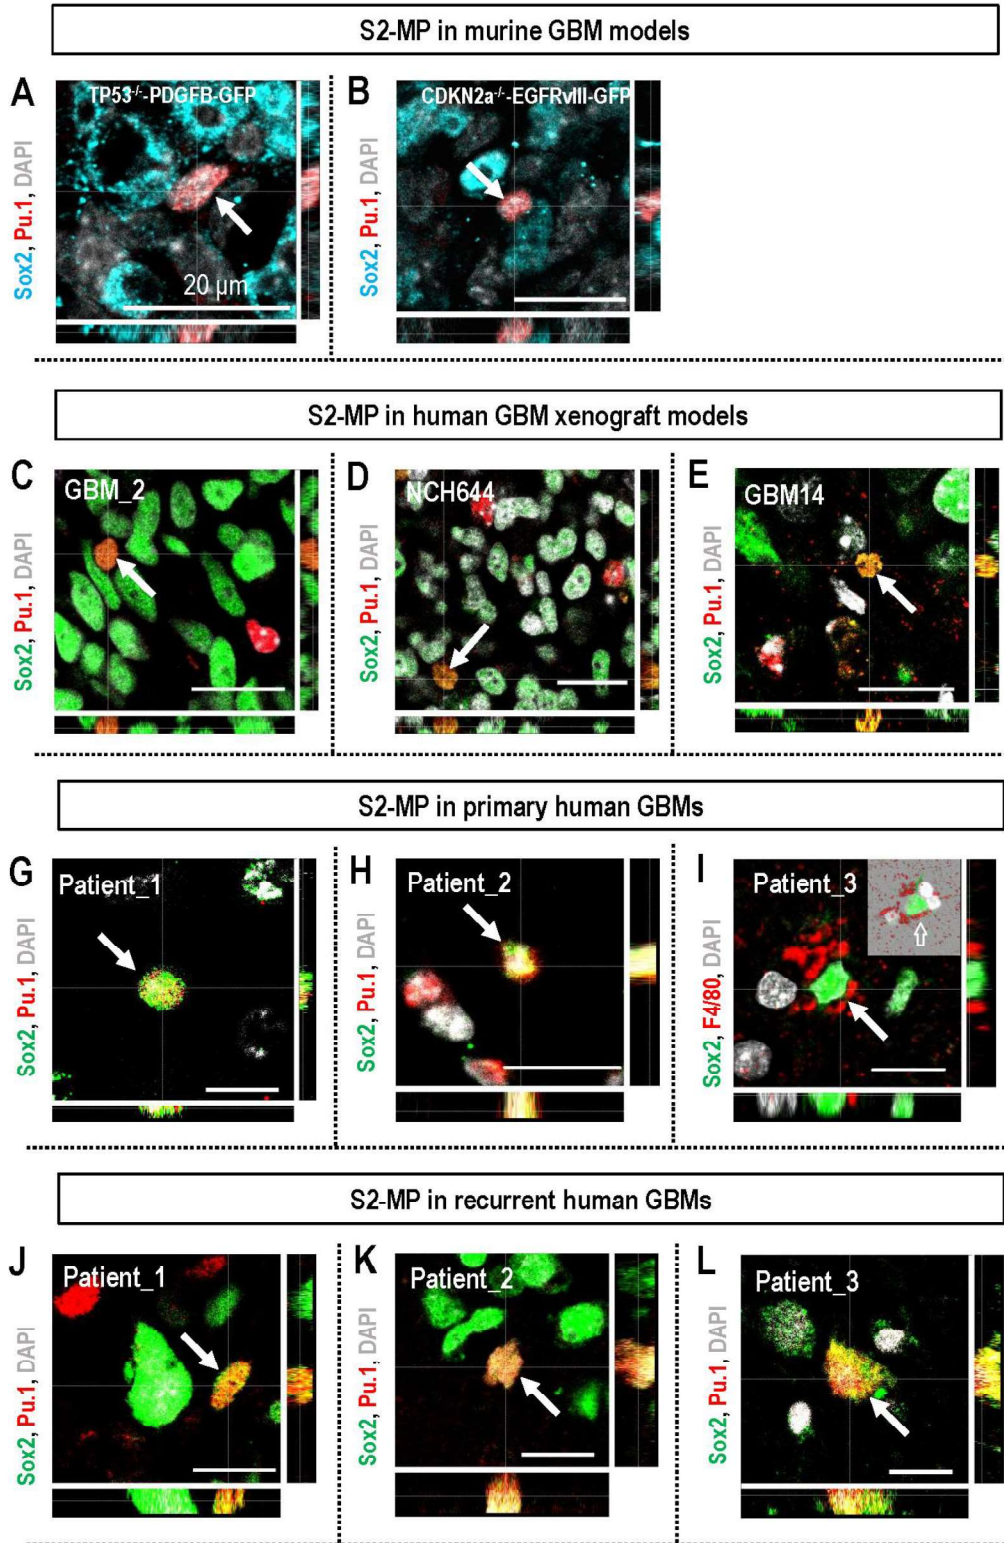 S2-MP in murine GBM models
A
TP53-/--PDGFB-GFP
Sox2, Pu.1, DAPI
20 µm
B
CDKN2a-/--EGFRvIII-GFP
Sox2, Pu.1, DAPI
S2-MP in human GBM xenograft models
C
GBM_2
Sox2, Pu.1, DAPI
D
NCH644
Sox2, Pu.1, DAPI
E
GBM14
Sox2, Pu.1, DAPI
S2-MP in primary human GBMs
G
Patient_1
Sox2, Pu.1, DAPI
H
Patient_2
Sox2, Pu.1, DAPI
I
Patient_3
Sox2, F4/80, DAPI
S2-MP in recurrent human GBMs
J
Patient_1
Sox2, Pu.1, DAPI
K
Patient_2
Sox2, Pu.1, DAPI
L
Patient_3
Sox2, Pu.1, DAPI